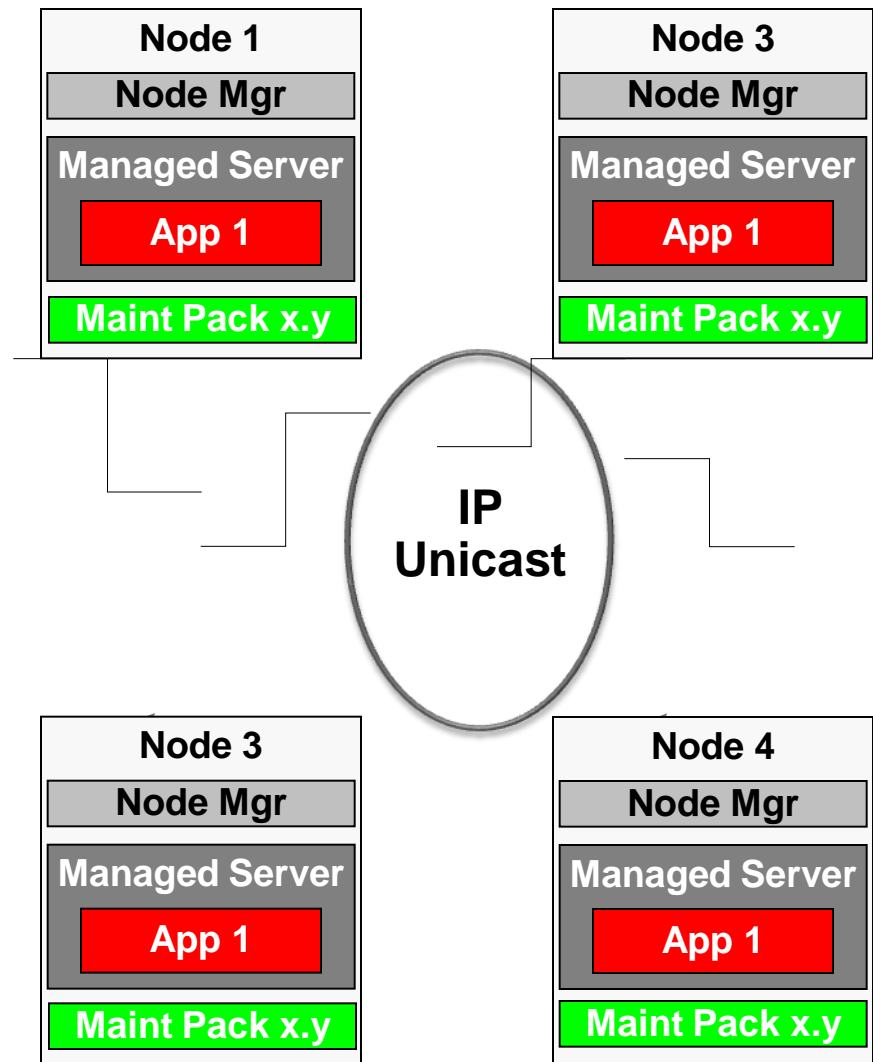 Node 1
Node Mgr
Managed Server
App 1
Maint Pack x.y
Node 3
Node Mgr
Managed Server
App 1
Maint Pack x.y
IP
Unicast
Node 3
Node Mgr
Managed Server
App 1
Maint Pack x.y
Node 4
Node Mgr
Managed Server
App 1
Maint Pack x.y